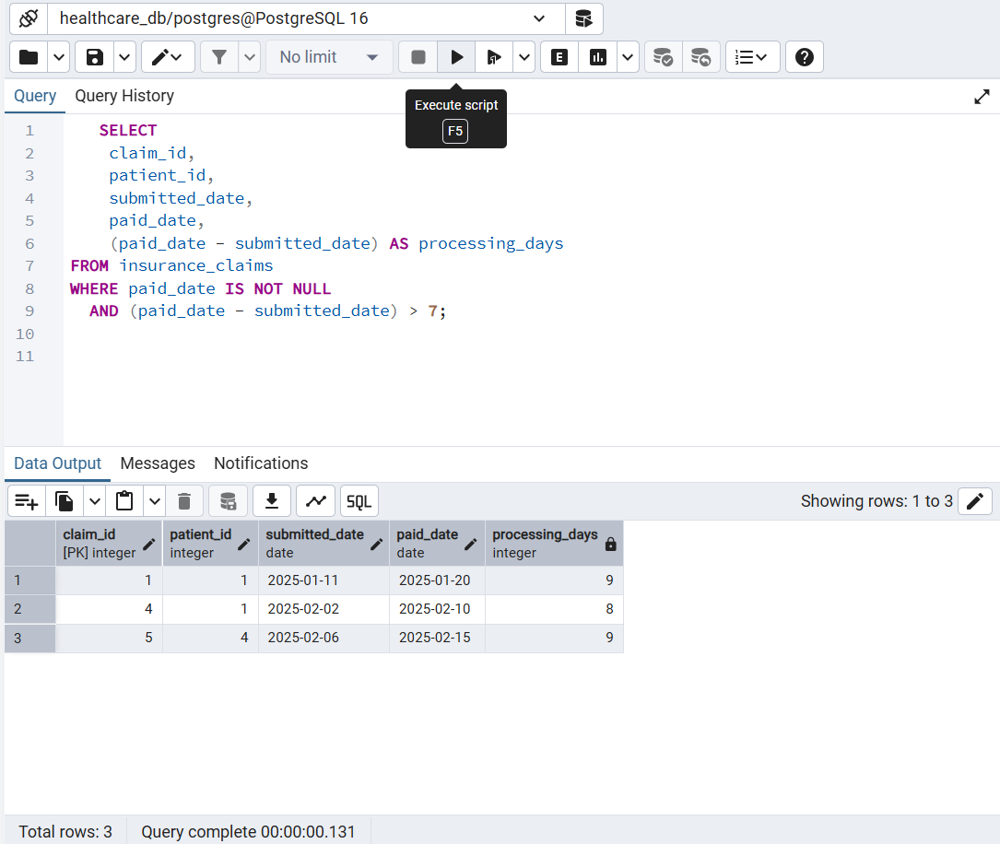 healthcare_db/postgres@PostgreSQL 16
No limit
E
Query Query History
Execute script
F5
1 SELECT
2 claim_id,
3 patient_id,
4 submitted_date,
5 paid_date,
6 (paid_date - submitted_date) AS processing_days
7 FROM insurance_claims
8 WHERE paid_date IS NOT NULL
9 AND (paid_date - submitted_date) > 7;
10
11
Data Output Messages Notifications
SQL Showing rows: 1 to 3
claim_id patient_id submitted_date paid_date processing_days
[PK] integer integer date date integer
1 1 1 2025-01-11 2025-01-20 9
2 4 1 2025-02-02 2025-02-10 8
3 5 4 2025-02-06 2025-02-15 9
Total rows: 3 Query complete 00:00:00.131